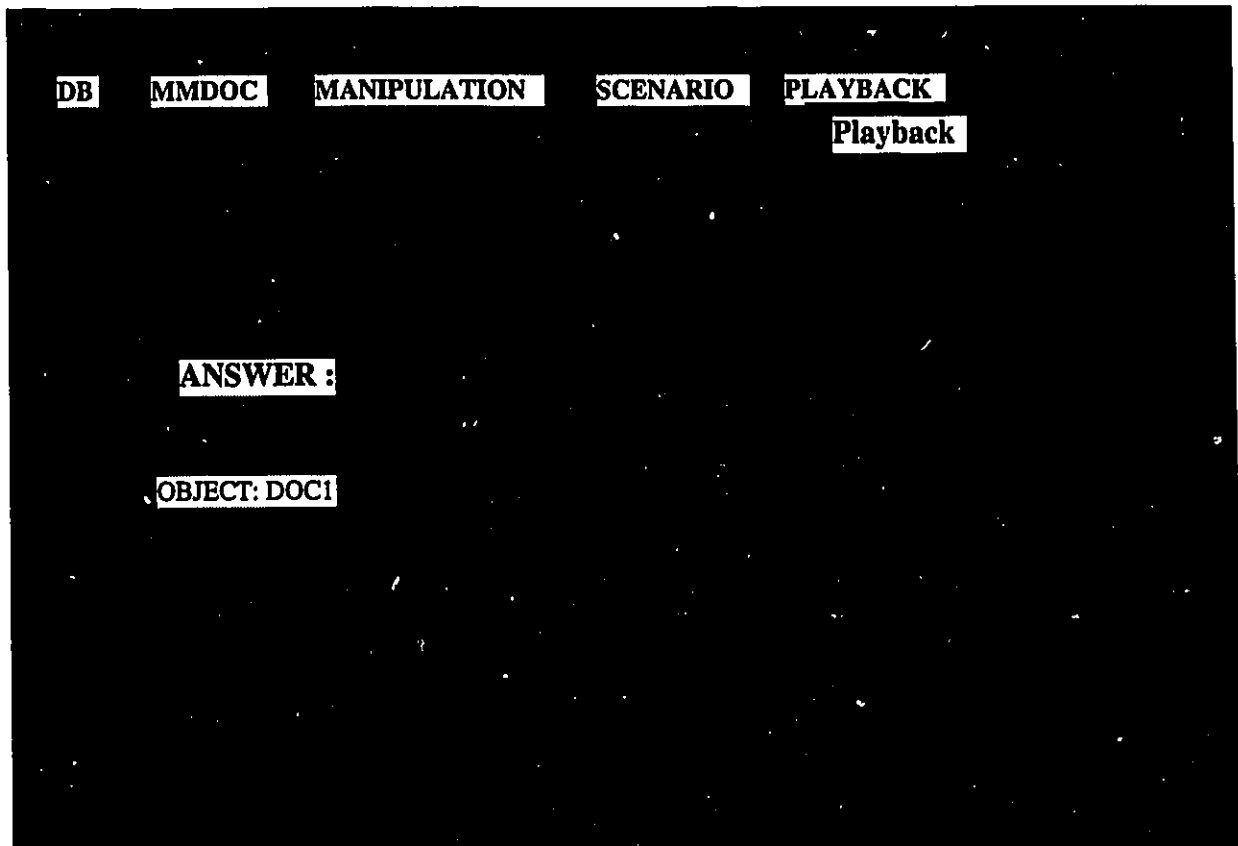 DB MMDOC MANIPULATION SCENARIO PLAYBACK
Playback
ANSWER :
OBJECT: DOC1